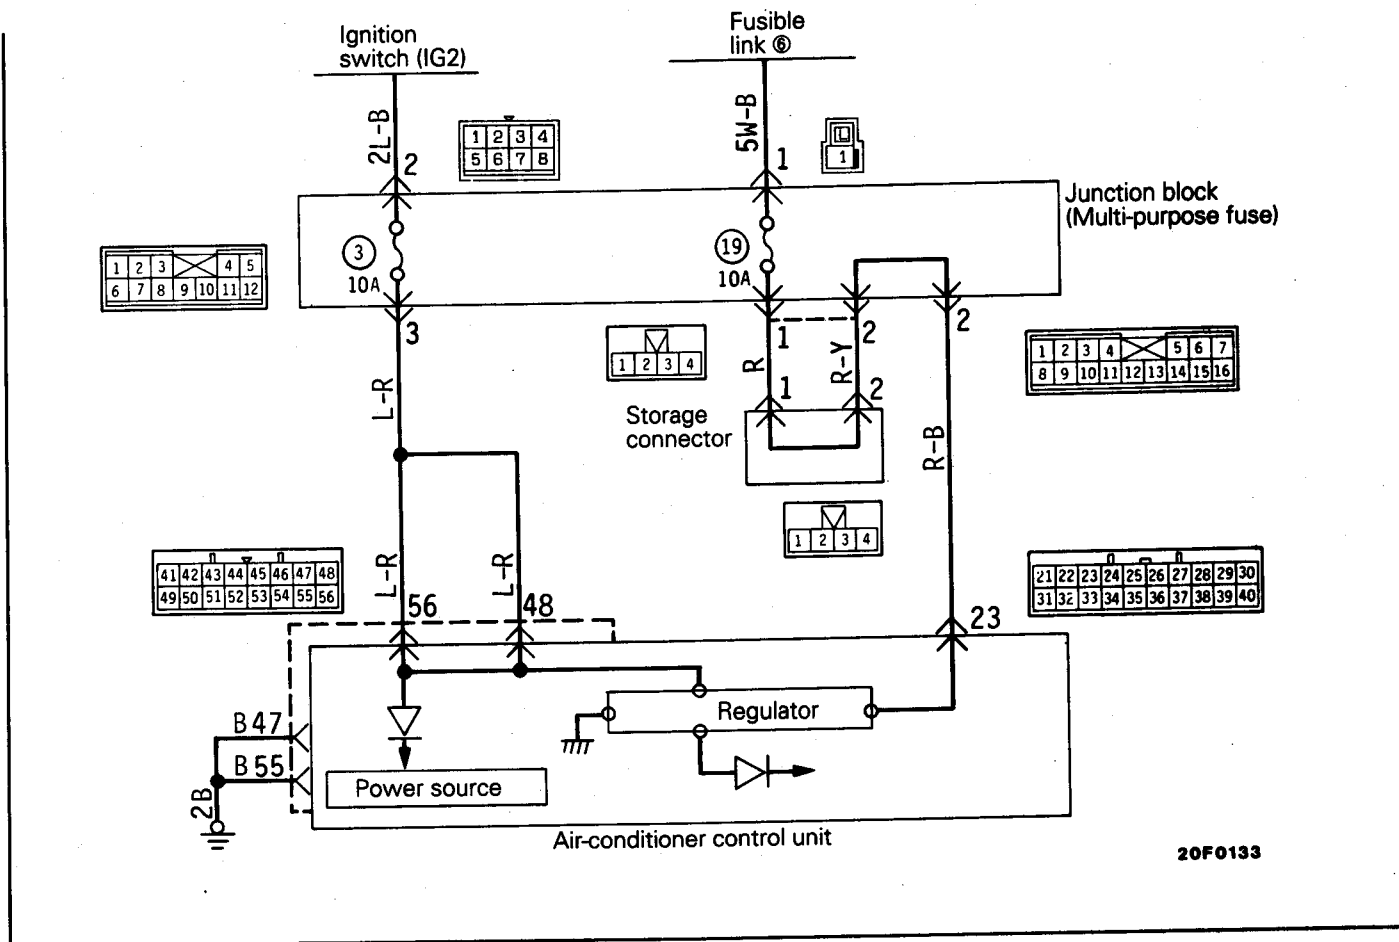 Ignition
switch (IG2)
Fusible
link ⑥
2L-B
2
1 2 3 4
5 6 7 8
5W-B
1
1
Junction block
(Multi-purpose fuse)
3
10A
19
10A
1 2 3 4 5
6 7 8 9 10 11 12
3
1
2
2
1 2 3 4
R
R-Y
1
2
1 2 3 4 5 6 7
8 9 10 11 12 13 14 15 16
L-R
Storage
connector
R-B
1 2 3 4
41 42 43 44 45 46 47 48
49 50 51 52 53 54 55 56
L-R
L-R
56
48
21 22 23 24 25 26 27 28 29 30
31 32 33 34 35 36 37 38 39 40
23
B 47
B 55
2B
Regulator
Power source
Air-conditioner control unit
20F0133